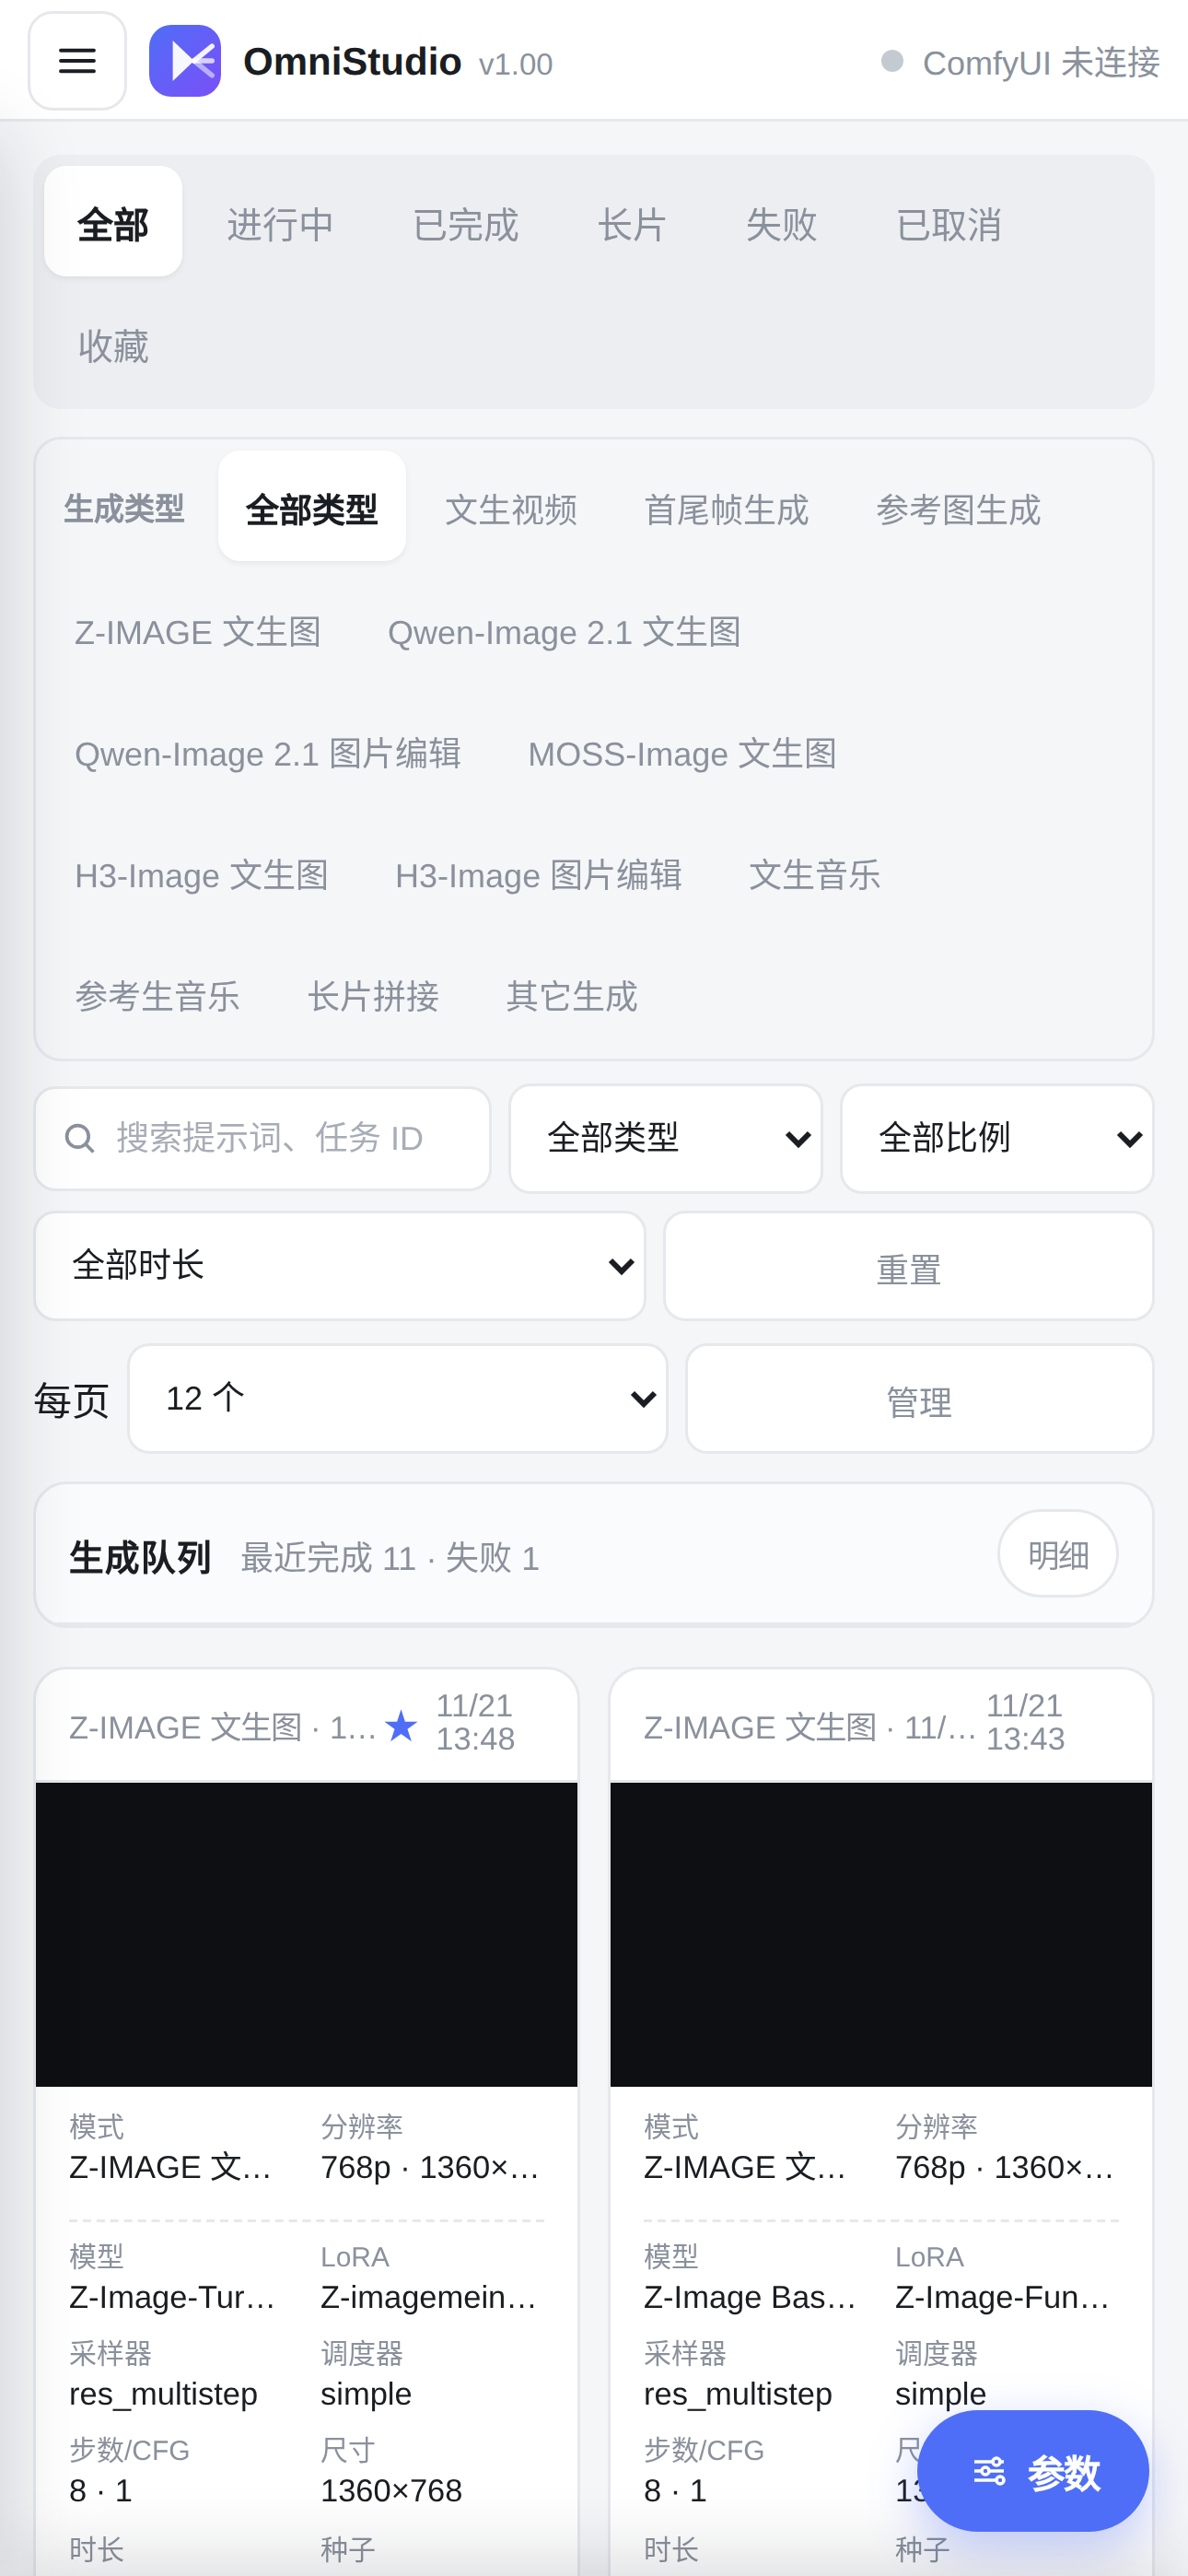 OmniStudio v1.00 ComfyUI 未连接
全部 进行中 已完成 长片 失败 已取消
收藏
生成类型 全部类型 文生视频 首尾帧生成 参考图生成
Z-IMAGE 文生图 Qwen-Image 2.1 文生图
Qwen-Image 2.1 图片编辑 MOSS-Image 文生图
H3-Image 文生图 H3-Image 图片编辑 文生音乐
参考生音乐 长片拼接 其它生成
搜索提示词、任务 ID 全部类型 全部比例
全部时长 重置
每页 12 个 管理
生成队列 最近完成 11 · 失败 1 明细
Z-IMAGE 文生图 · 1… ★ 11/21
13:48
模式 分辨率
Z-IMAGE 文… 768p · 1360×…
模型 LoRA
Z-Image-Tur… Z-imagemein…
采样器 调度器
res_multistep simple
步数/CFG 尺寸
8 · 1 1360×768
时长 种子
Z-IMAGE 文生图 · 11/… 11/21
13:43
模式 分辨率
Z-IMAGE 文… 768p · 1360×…
模型 LoRA
Z-Image Bas… Z-Image-Fun…
采样器 调度器
res_multistep simple
步数/CFG 尺
8 · 1 13
时长 种子
参数